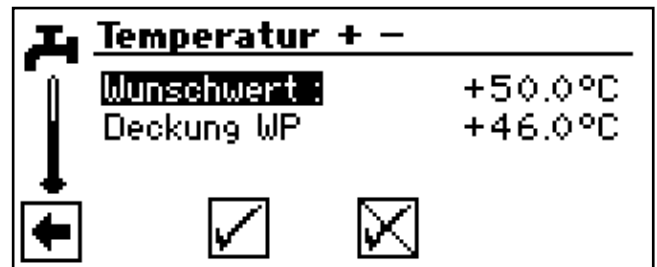 Temperatur + −
Wunschwert : +50.0°C
Deckung WP +46.0°C